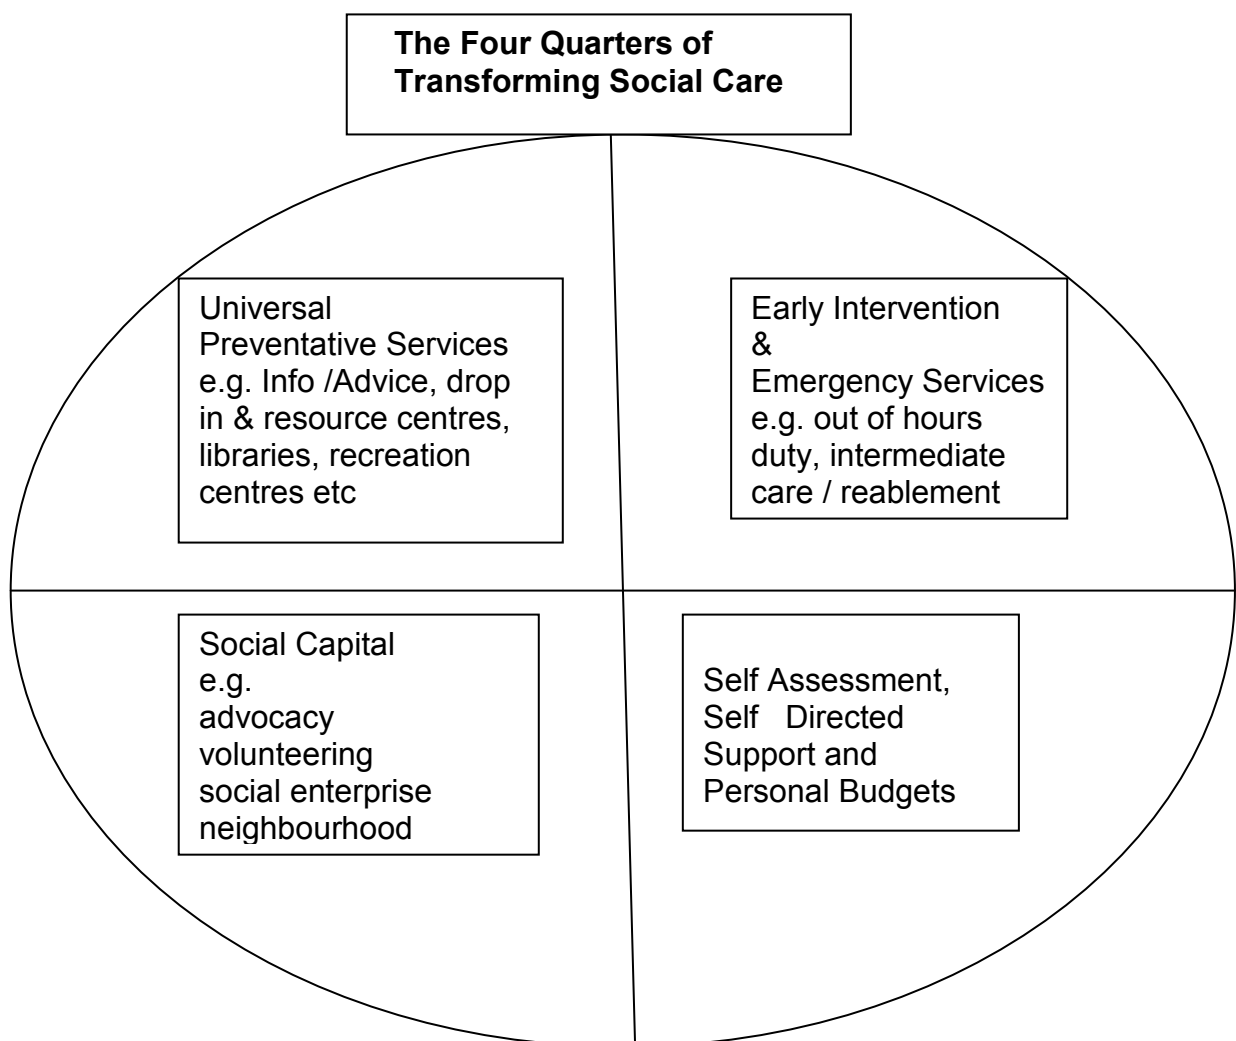 The Four Quarters of
Transforming Social Care
Universal
Preventative Services
e.g. Info /Advice, drop
in & resource centres,
libraries, recreation
centres etc
Early Intervention
&
Emergency Services
e.g. out of hours
duty, intermediate
care / reablement
Social Capital
e.g.
advocacy
volunteering
social enterprise
neighbourhood
Self Assessment,
Self   Directed
Support and
Personal Budgets